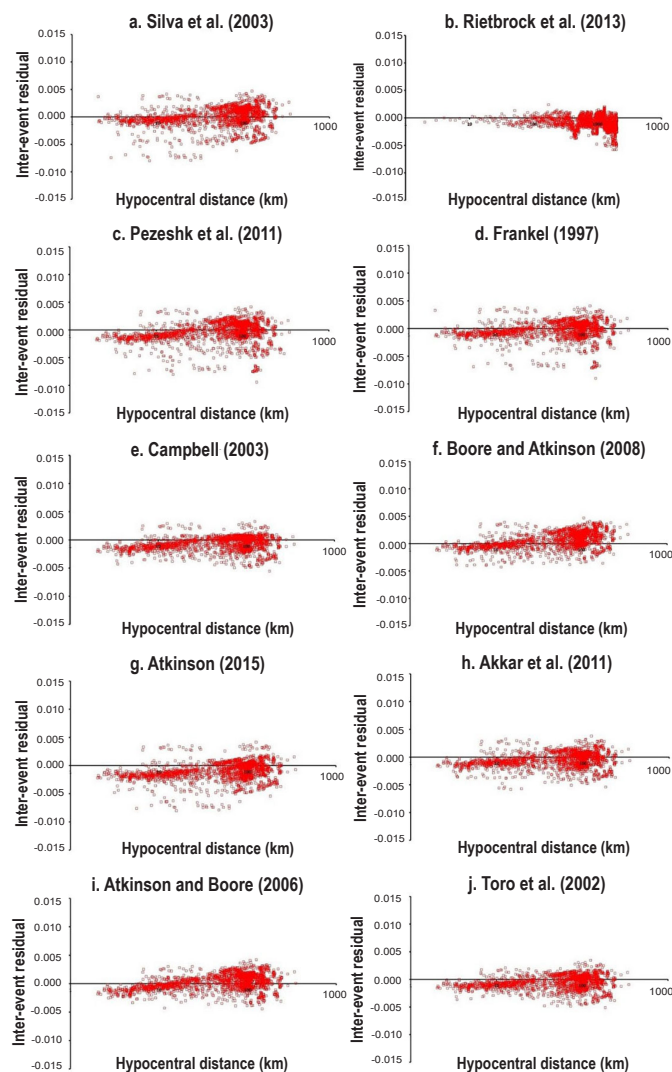 a. Silva et al. (2003)
Inter-event residual
0.015
0.010
0.005
0.000
-0.005
-0.010
-0.015
1000
Hypocentral distance (km)
b. Rietbrock et al. (2013)
Inter-event residual
0.015
0.010
0.005
0.000
-0.005
-0.010
-0.015
1000
Hypocentral distance (km)
c. Pezeshk et al. (2011)
Inter-event residual
0.015
0.010
0.005
0.000
-0.005
-0.010
-0.015
1000
Hypocentral distance (km)
d. Frankel (1997)
Inter-event residual
0.015
0.010
0.005
0.000
-0.005
-0.010
-0.015
1000
Hypocentral distance (km)
e. Campbell (2003)
Inter-event residual
0.015
0.010
0.005
0.000
-0.005
-0.010
-0.015
1000
Hypocentral distance (km)
f. Boore and Atkinson (2008)
Inter-event residual
0.015
0.010
0.005
0.000
-0.005
-0.010
-0.015
1000
Hypocentral distance (km)
g. Atkinson (2015)
Inter-event residual
0.015
0.010
0.005
0.000
-0.005
-0.010
-0.015
1000
Hypocentral distance (km)
h. Akkar et al. (2011)
Inter-event residual
0.015
0.010
0.005
0.000
-0.005
-0.010
-0.015
1000
Hypocentral distance (km)
i. Atkinson and Boore (2006)
Inter-event residual
0.015
0.010
0.005
0.000
-0.005
-0.010
-0.015
1000
Hypocentral distance (km)
j. Toro et al. (2002)
Inter-event residual
0.015
0.010
0.005
0.000
-0.005
-0.010
-0.015
1000
Hypocentral distance (km)